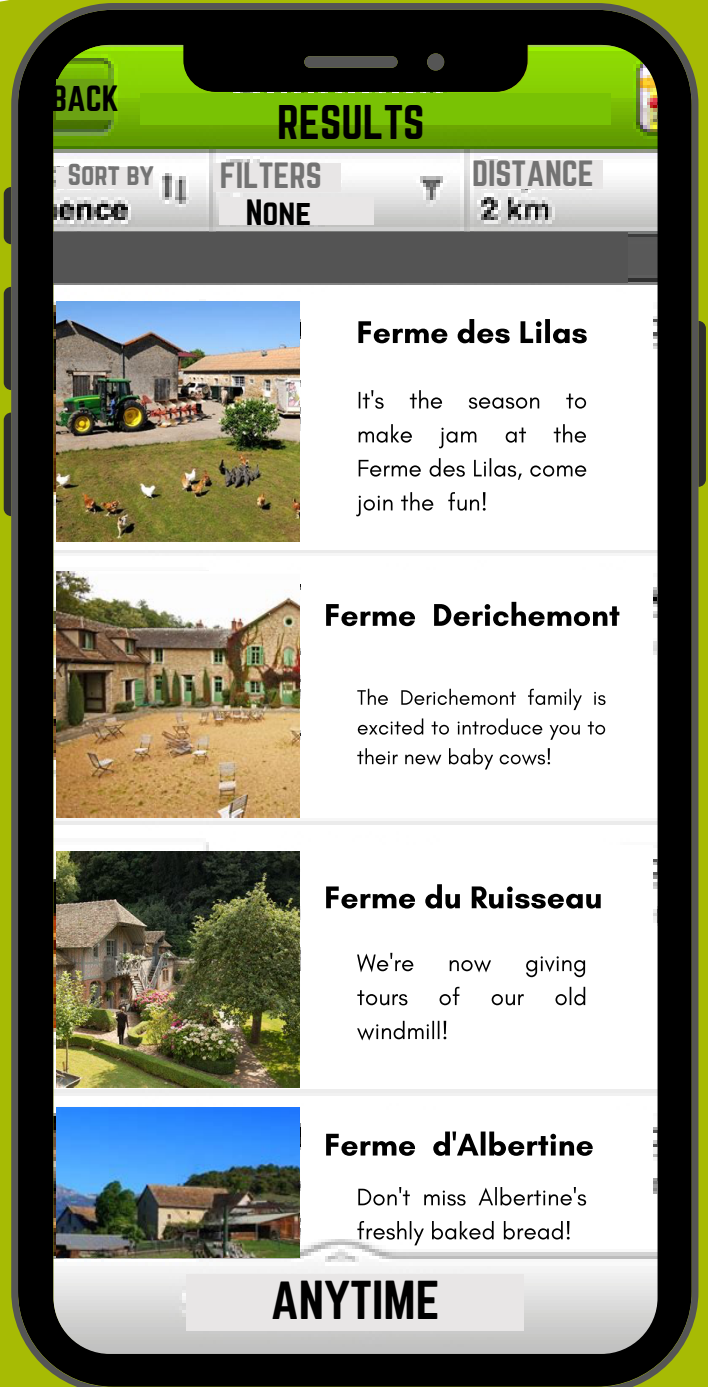 BACK
RESULTS
SORT BY
FILTERS
NONE
DISTANCE
2 km
Ferme des Lilas
It's the season to
make jam at the
Ferme des Lilas, come
join the fun!
Ferme Derichemont
The Derichemont family is
excited to introduce you to
their new baby cows!
Ferme du Ruisseau
We're now giving
tours of our old
windmill!
Ferme d'Albertine
Don't miss Albertine's
freshly baked bread!
ANYTIME